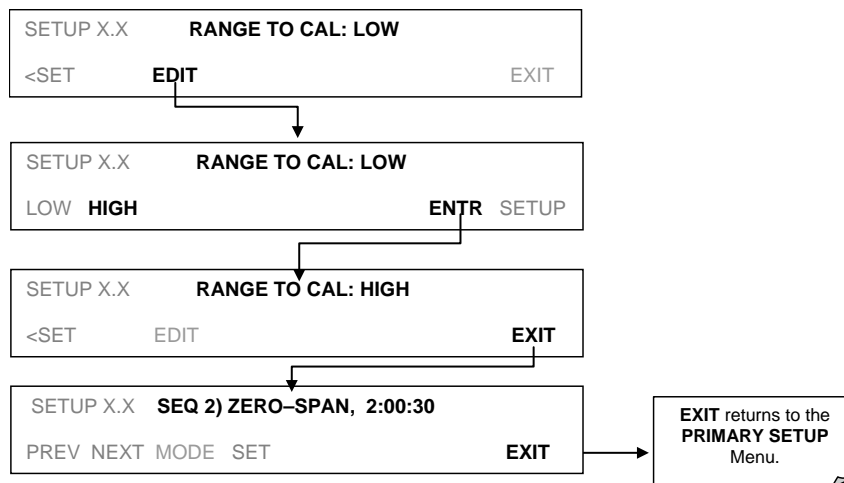 SETUP X.X RANGE TO CAL: LOW
<SET EDIT EXIT
SETUP X.X RANGE TO CAL: LOW
LOW HIGH ENTR SETUP
SETUP X.X RANGE TO CAL: HIGH
<SET EDIT EXIT
SETUP X.X SEQ 2) ZERO–SPAN, 2:00:30
PREV NEXT MODE SET EXIT
EXIT returns to the
PRIMARY SETUP
Menu.